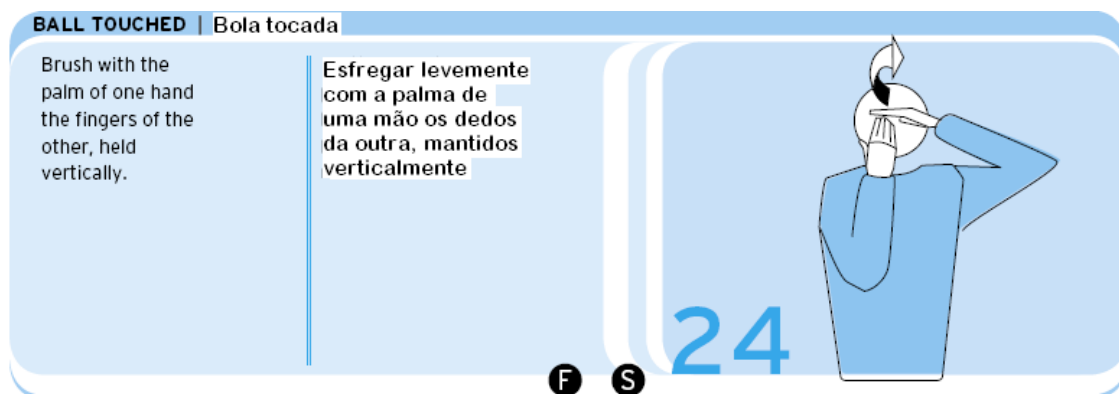 BALL TOUCHED | Bola tocada
Brush with the
palm of one hand
the fingers of the
other, held
vertically.
Esfregar levemente
com a palma de
uma mão os dedos
da outra, mantidos
verticalmente
24
F S